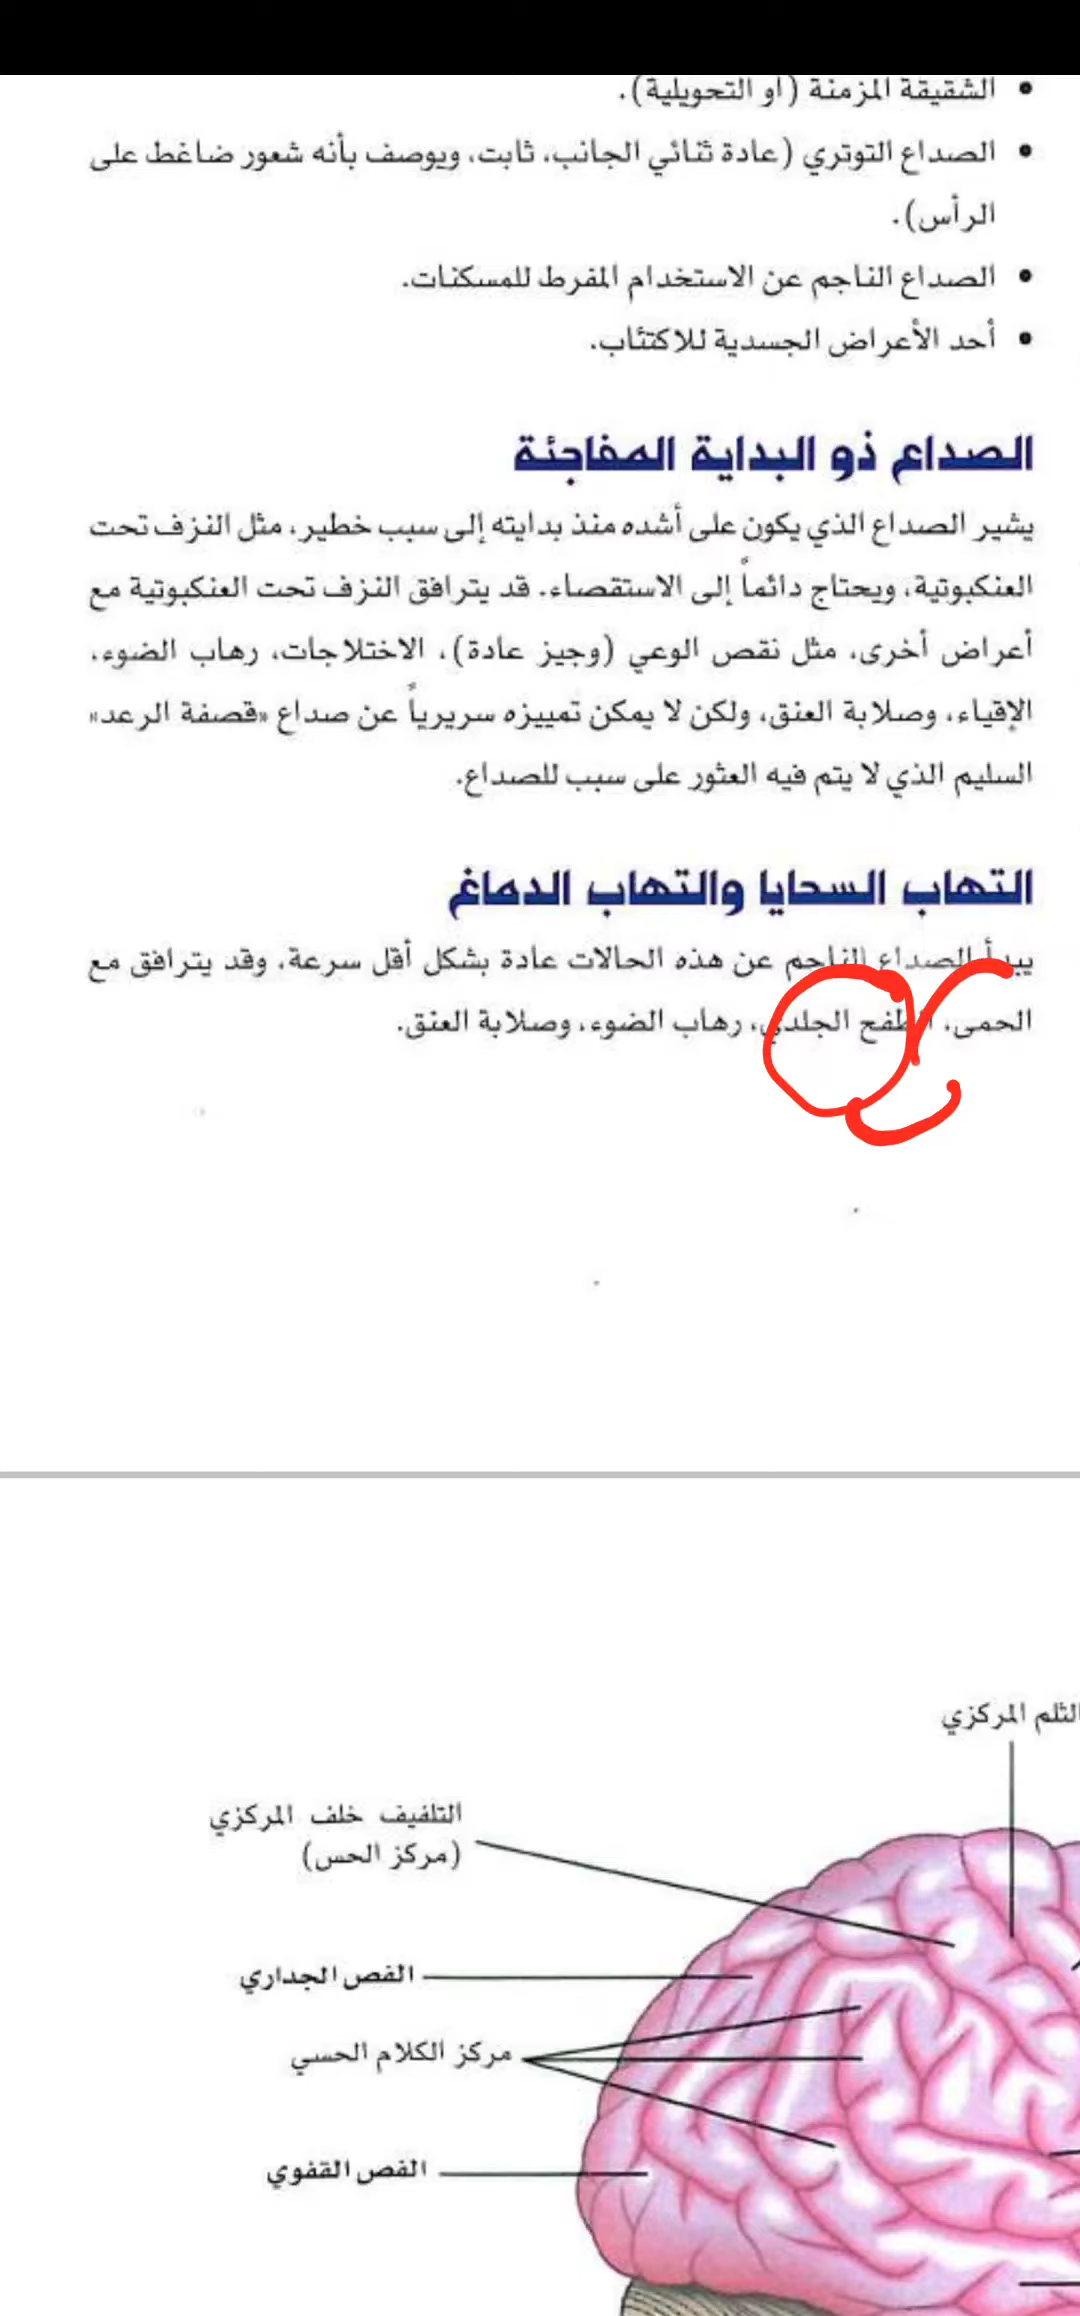 الشقيقة المزمنة (أو التحويلية).
الصداع التوتري (عادة ثنائي الجانب، ثابت، ويوصف بأنه شعور ضاغط على
الرأس).
الصداع الناجم عن الاستخدام المفرط للمسكنات.
أحد الأعراض الجسدية للاكتئاب.
الصداع ذو البداية المفاجئة
يشير الصداع الذي يكون على أشده منذ بدايته إلى سبب خطير، مثل النزف تحت
العنكبوتية، ويحتاج دائماً إلى الاستقصاء. قد يترافق النزف تحت العنكبوتية مع
أعراض أخرى، مثل نقص الوعي (وجيز عادة)، الاختلاجات، رهاب الضوء،
الإقياء، وصلابة العنق، ولكن لا يمكن تمييزه سريرياً عن صداع «قصفة الرعد»
السليم الذي لا يتم فيه العثور على سبب للصداع.
التهاب السحايا والتهاب الدماغ
يبدأ الصداع الناجم عن هذه الحالات عادة بشكل أقل سرعة، وقد يترافق مع
الحمى، الطفح الجلدي، رهاب الضوء، وصلابة العنق.
الثلم المركزي
التلفيف خلف المركزي
(مركز الحس)
الفص الجداري
مركز الكلام الحسي
الفص القفوي